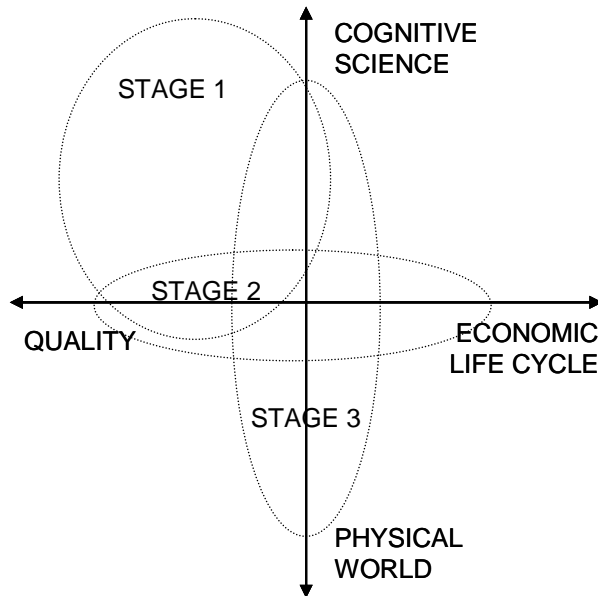 COGNITIVE
SCIENCE
STAGE 1
STAGE 2
QUALITY
ECONOMIC
LIFE CYCLE
STAGE 3
PHYSICAL
WORLD